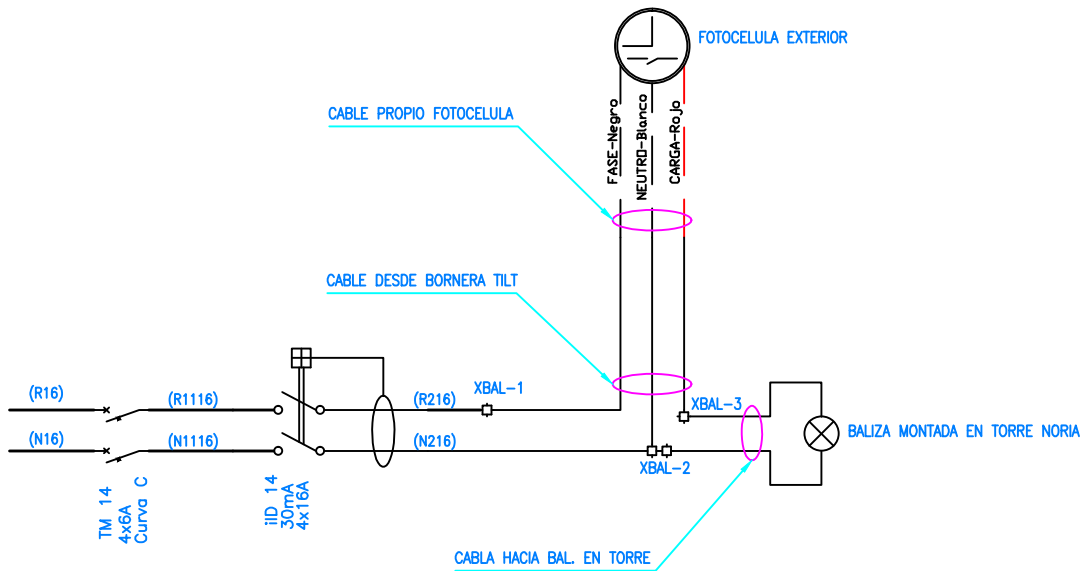 FOTOCELULA EXTERIOR
CABLE PROPIO FOTOCELULA
FASE-Negro
NEUTRO-Blanco
CARGA-Rojo
CABLE DESDE BORNERA TILT
(R16)
(R1116)
(R216)
XBAL-1
XBAL-3
(N16)
(N1116)
(N216)
XBAL-2
BALIZA MONTADA EN TORRE NORIA
TM 14
4x6A
Curva C
iID 14
30mA
4x16A
CABLA HACIA BAL. EN TORRE